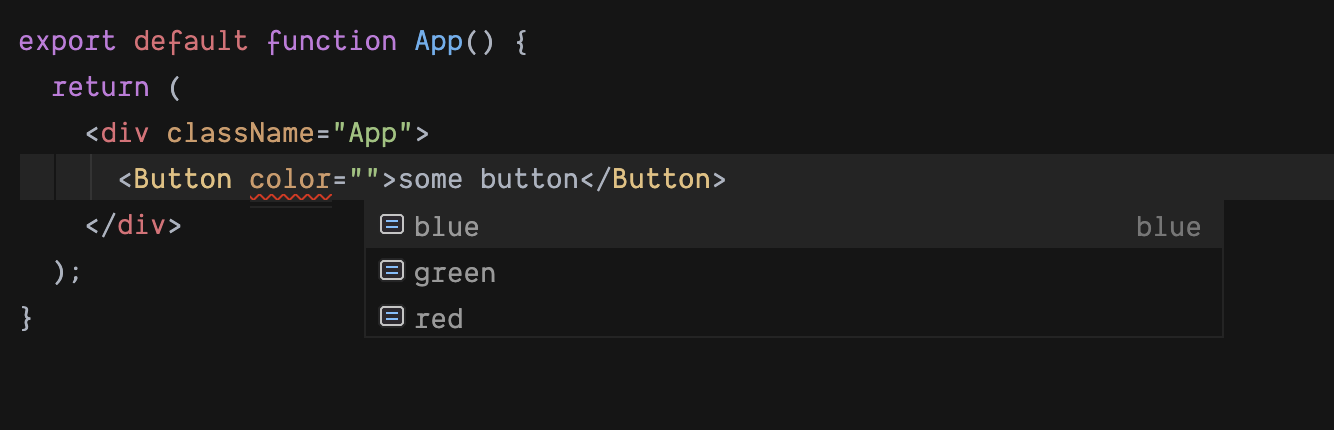 export default function App() {
return (
<div className="App">
<Button color="">some button</Button>
</div>
blue blue
);
green
}
red